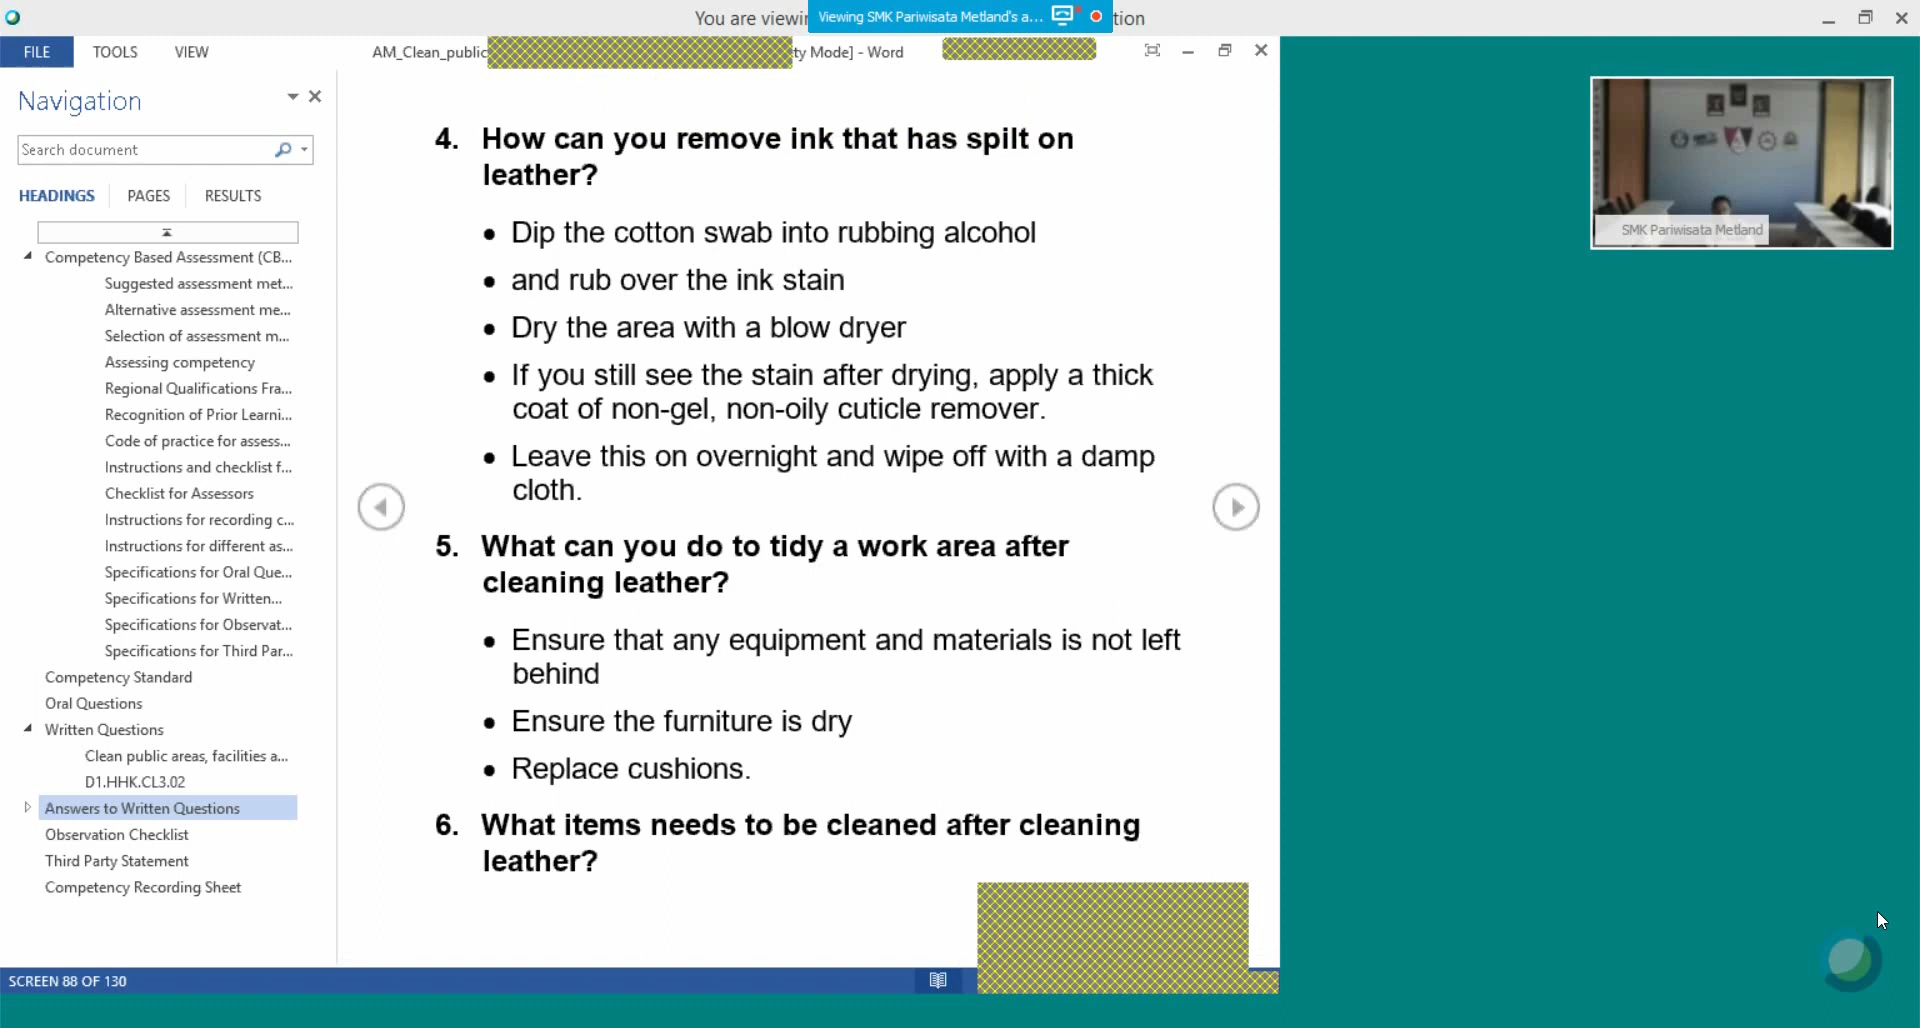 You are viewin
Viewing SMK Pariwisata Metland's a...
tion
FILE
TOOLS
VIEW
AM_Clean_public
ty Mode] - Word
Navigation
Search document
HEADINGS
PAGES
RESULTS
Competency Based Assessment (CB...
Suggested assessment met...
Alternative assessment me...
Selection of assessment m...
Assessing competency
Regional Qualifications Fra...
Recognition of Prior Learni...
Code of practice for assess...
Instructions and checklist f...
Checklist for Assessors
Instructions for recording c...
Instructions for different as...
Specifications for Oral Que...
Specifications for Written...
Specifications for Observat...
Specifications for Third Par...
Competency Standard
Oral Questions
Written Questions
Clean public areas, facilities a...
D1.HHK.CL3.02
Answers to Written Questions
Observation Checklist
Third Party Statement
Competency Recording Sheet
4. How can you remove ink that has spilt on
leather?
• Dip the cotton swab into rubbing alcohol
• and rub over the ink stain
• Dry the area with a blow dryer
• If you still see the stain after drying, apply a thick
coat of non-gel, non-oily cuticle remover.
• Leave this on overnight and wipe off with a damp
cloth.
5. What can you do to tidy a work area after
cleaning leather?
• Ensure that any equipment and materials is not left
behind
• Ensure the furniture is dry
• Replace cushions.
6. What items needs to be cleaned after cleaning
leather?
SMK Pariwisata Metland
SCREEN 88 OF 130